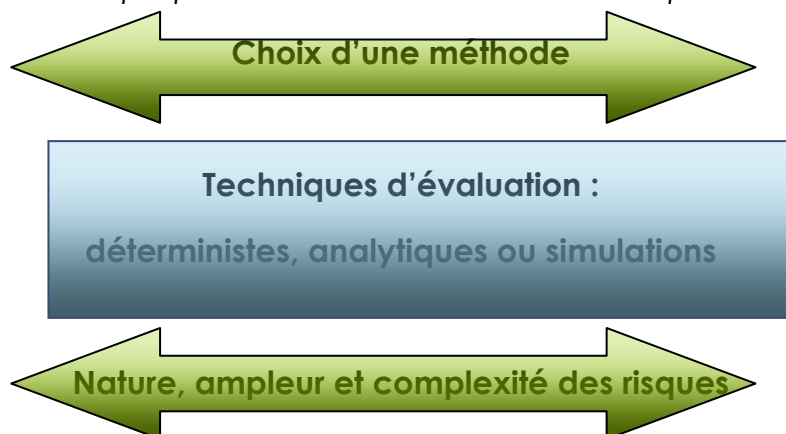 Choix d'une méthode
Techniques d'évaluation :
déterministes, analytiques ou simulations
Nature, ampleur et complexité des risques